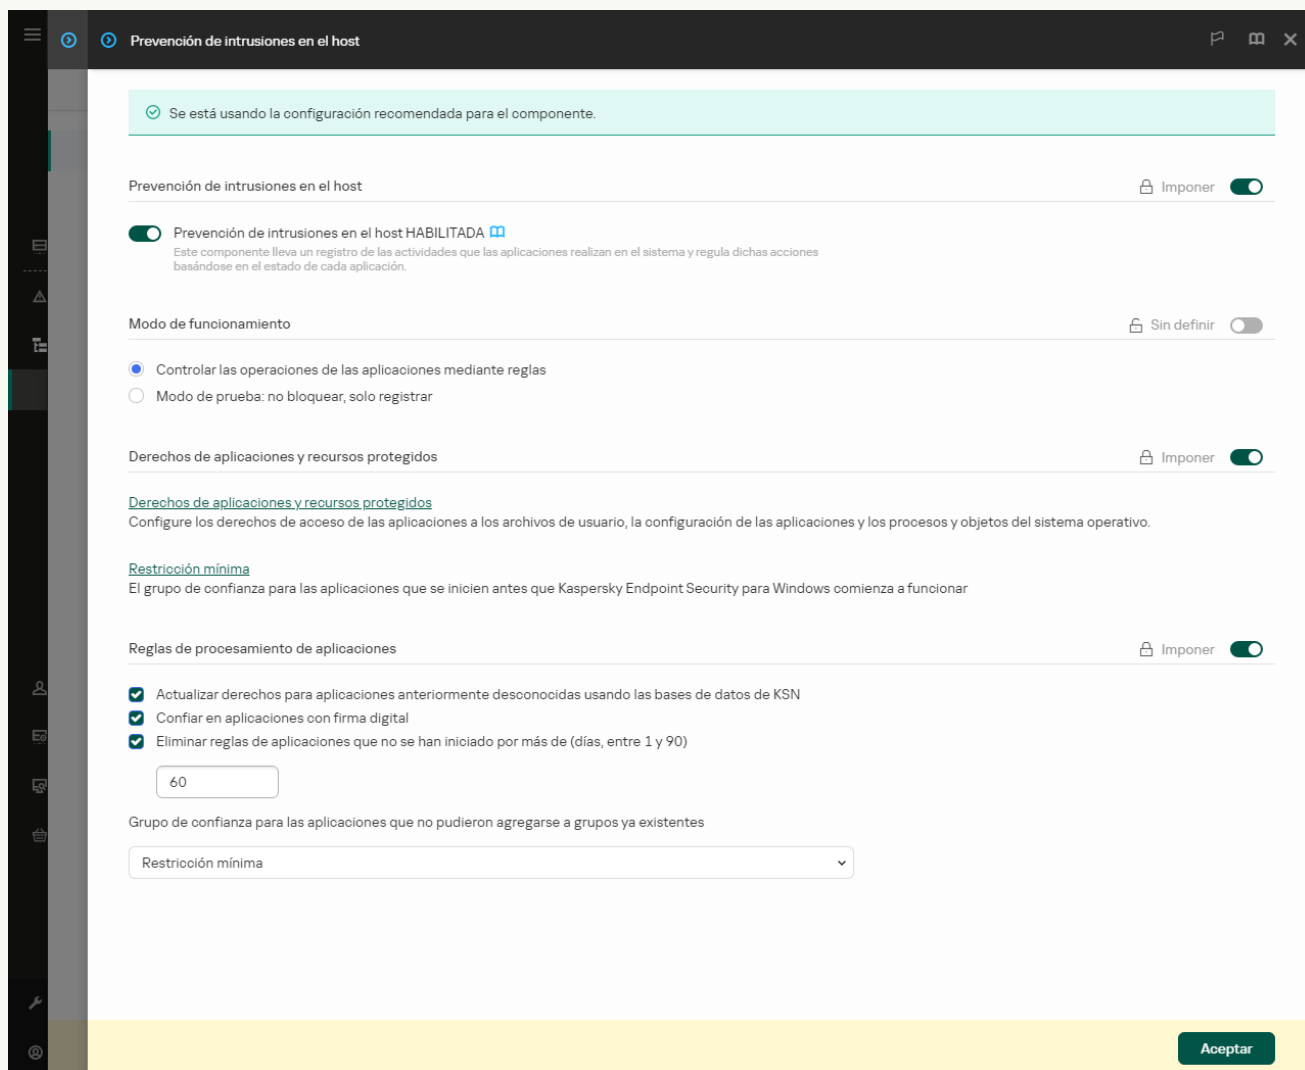 Prevención de intrusiones en el host
Se está usando la configuración recomendada para el componente.
Prevención de intrusiones en el host
Imponer
Prevención de intrusiones en el host HABILITADA
Este componente lleva un registro de las actividades que las aplicaciones realizan en el sistema y regula dichas acciones
basándose en el estado de cada aplicación.
Modo de funcionamiento
Sin definir
Controlar las operaciones de las aplicaciones mediante reglas
Modo de prueba: no bloquear, solo registrar
Derechos de aplicaciones y recursos protegidos
Imponer
Derechos de aplicaciones y recursos protegidos
Configure los derechos de acceso de las aplicaciones a los archivos de usuario, la configuración de las aplicaciones y los procesos y objetos del sistema operativo.
Restricción mínima
El grupo de confianza para las aplicaciones que se inicien antes que Kaspersky Endpoint Security para Windows comienza a funcionar
Reglas de procesamiento de aplicaciones
Imponer
Actualizar derechos para aplicaciones anteriormente desconocidas usando las bases de datos de KSN
Confiar en aplicaciones con firma digital
Eliminar reglas de aplicaciones que no se han iniciado por más de (días, entre 1 y 90)
60
Grupo de confianza para las aplicaciones que no pudieron agregarse a grupos ya existentes
Restricción mínima
Aceptar